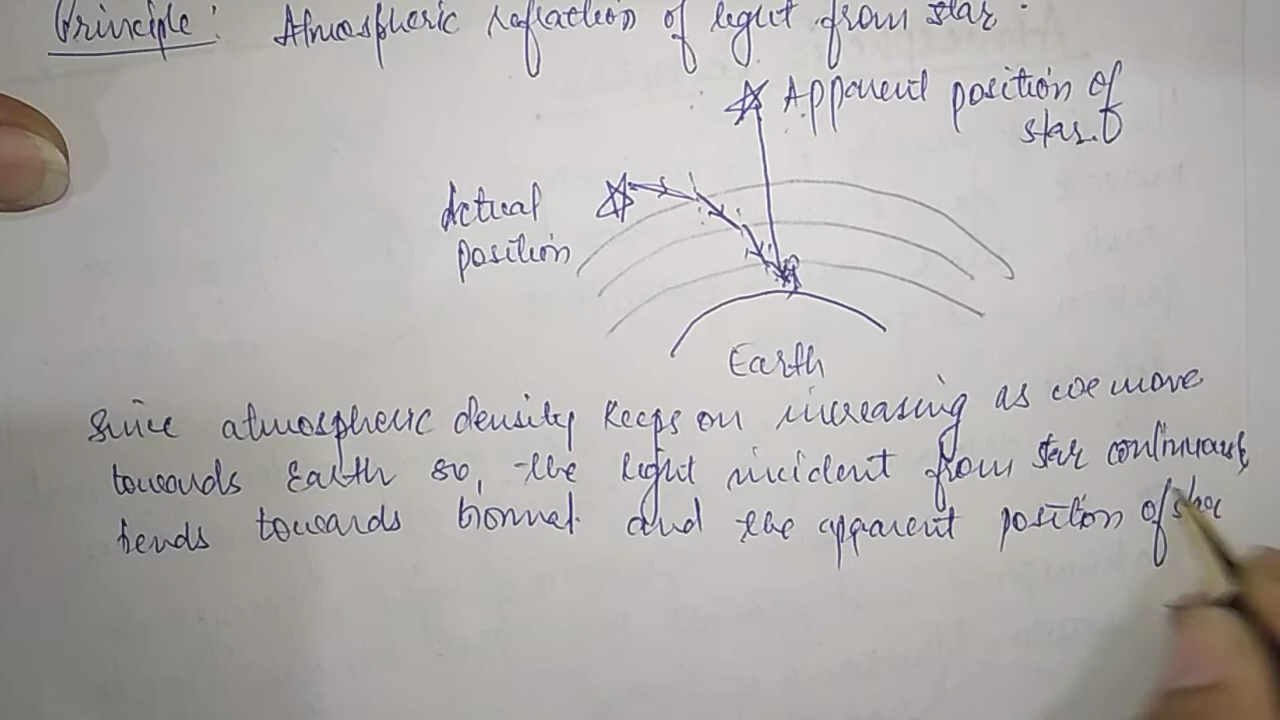 Principle: Atmospheric refraction of light from star.
Apparent position of
star.
Actual
position
Earth
Since atmospheric density keeps on increasing as we move
towards Earth so, the light incident from star continuously
bends towards normal and the apparent position of star